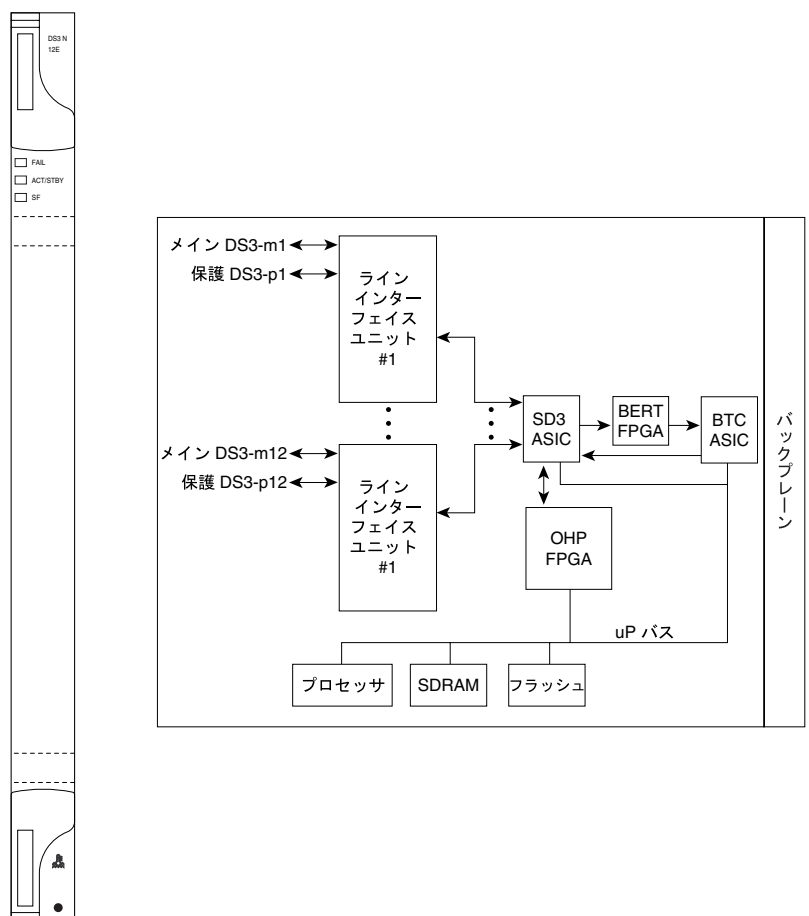 DS3 N
12E
FAIL
ACT/STBY
SF
メイン DS3-m1
保護 DS3-p1
ライン
インター
フェイス
ユニット
#1
メイン DS3-m12
保護 DS3-p12
ライン
インター
フェイス
ユニット
#1
SD3
ASIC
BERT
FPGA
BTC
ASIC
OHP
FPGA
uP バス
プロセッサ
SDRAM
フラッシュ
バックプレーン